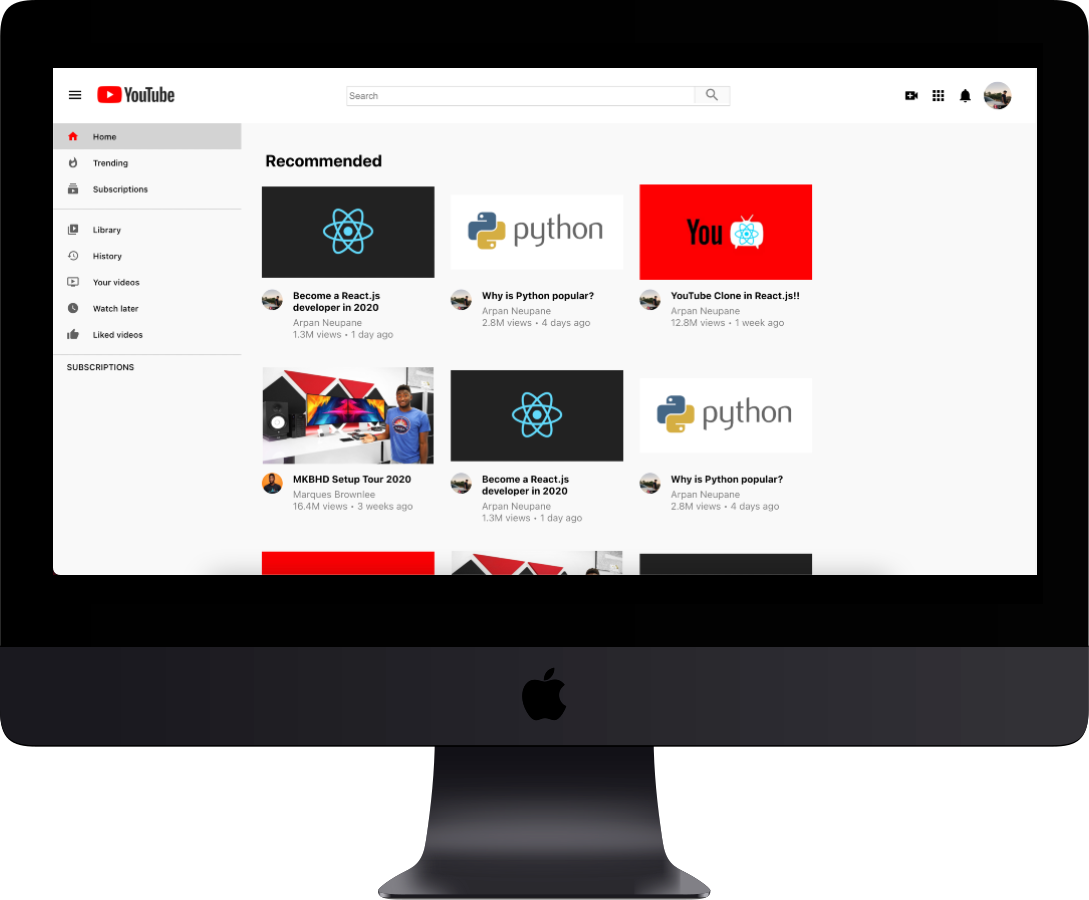 YouTube
Search
Home
Trending
Subscriptions
Library
History
Your videos
Watch later
Liked videos
SUBSCRIPTIONS
Recommended
python
You
Become a React.js
developer in 2020
Arpan Neupane
1.3M views • 1 day ago
Why is Python popular?
Arpan Neupane
2.8M views • 4 days ago
YouTube Clone in React.js!!
Arpan Neupane
12.8M views • 1 week ago
python
MKBHD Setup Tour 2020
Marques Brownlee
16.4M views • 3 weeks ago
Become a React.js
developer in 2020
Arpan Neupane
1.3M views • 1 day ago
Why is Python popular?
Arpan Neupane
2.8M views • 4 days ago